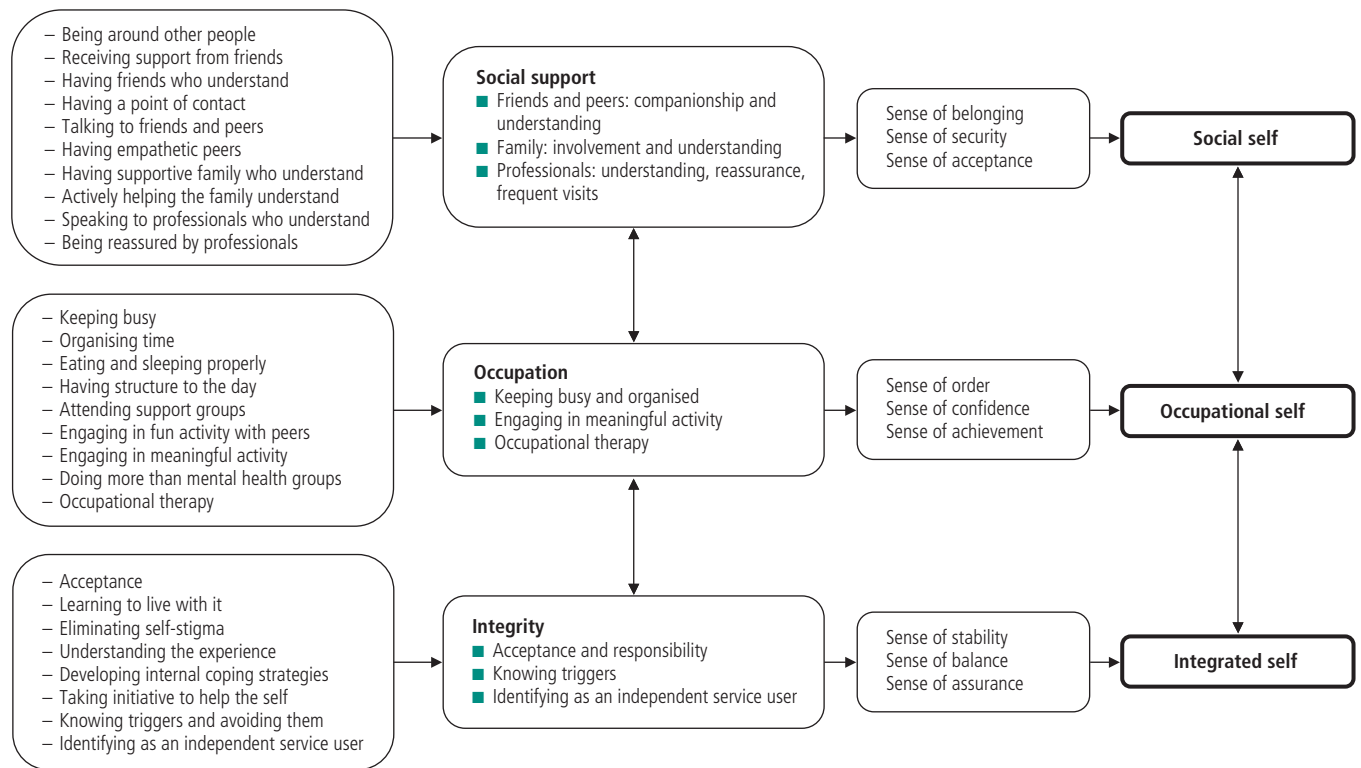 – Being around other people
– Receiving support from friends
– Having friends who understand
– Having a point of contact
– Talking to friends and peers
– Having empathetic peers
– Having supportive family who understand
– Actively helping the family understand
– Speaking to professionals who understand
– Being reassured by professionals
Social support
■ Friends and peers: companionship and
understanding
■ Family: involvement and understanding
■ Professionals: understanding, reassurance,
frequent visits
Sense of belonging
Sense of security
Sense of acceptance
Social self
– Keeping busy
– Organising time
– Eating and sleeping properly
– Having structure to the day
– Attending support groups
– Engaging in fun activity with peers
– Engaging in meaningful activity
– Doing more than mental health groups
– Occupational therapy
Occupation
■ Keeping busy and organised
■ Engaging in meaningful activity
■ Occupational therapy
Sense of order
Sense of confidence
Sense of achievement
Occupational self
– Acceptance
– Learning to live with it
– Eliminating self-stigma
– Understanding the experience
– Developing internal coping strategies
– Taking initiative to help the self
– Knowing triggers and avoiding them
– Identifying as an independent service user
Integrity
■ Acceptance and responsibility
■ Knowing triggers
■ Identifying as an independent service user
Sense of stability
Sense of balance
Sense of assurance
Integrated self